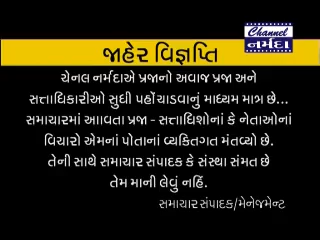 Channel
નર્મદા
જાહેર વિજ્ઞપ્તિ
ચેનલ નર્મદાએ પ્રજાનો અવાજ પ્રજા અને
સત્તાધિકારીઓ સુધી પહોંચાડવાનું માધ્યમ માત્ર છે...
સમાચારમાં આવતા પ્રજા - સત્તાધિશોનાં કે નેતાઓનાં
વિચારો એમનાં પોતાનાં વ્યક્તિગત મંતવ્યો છે.
તેની સાથે સમાચાર સંપાદક કે સંસ્થા સંમત છે
તેમ માની લેવું નહિં.
સમાચાર સંપાદક/મેનેજમેન્ટ